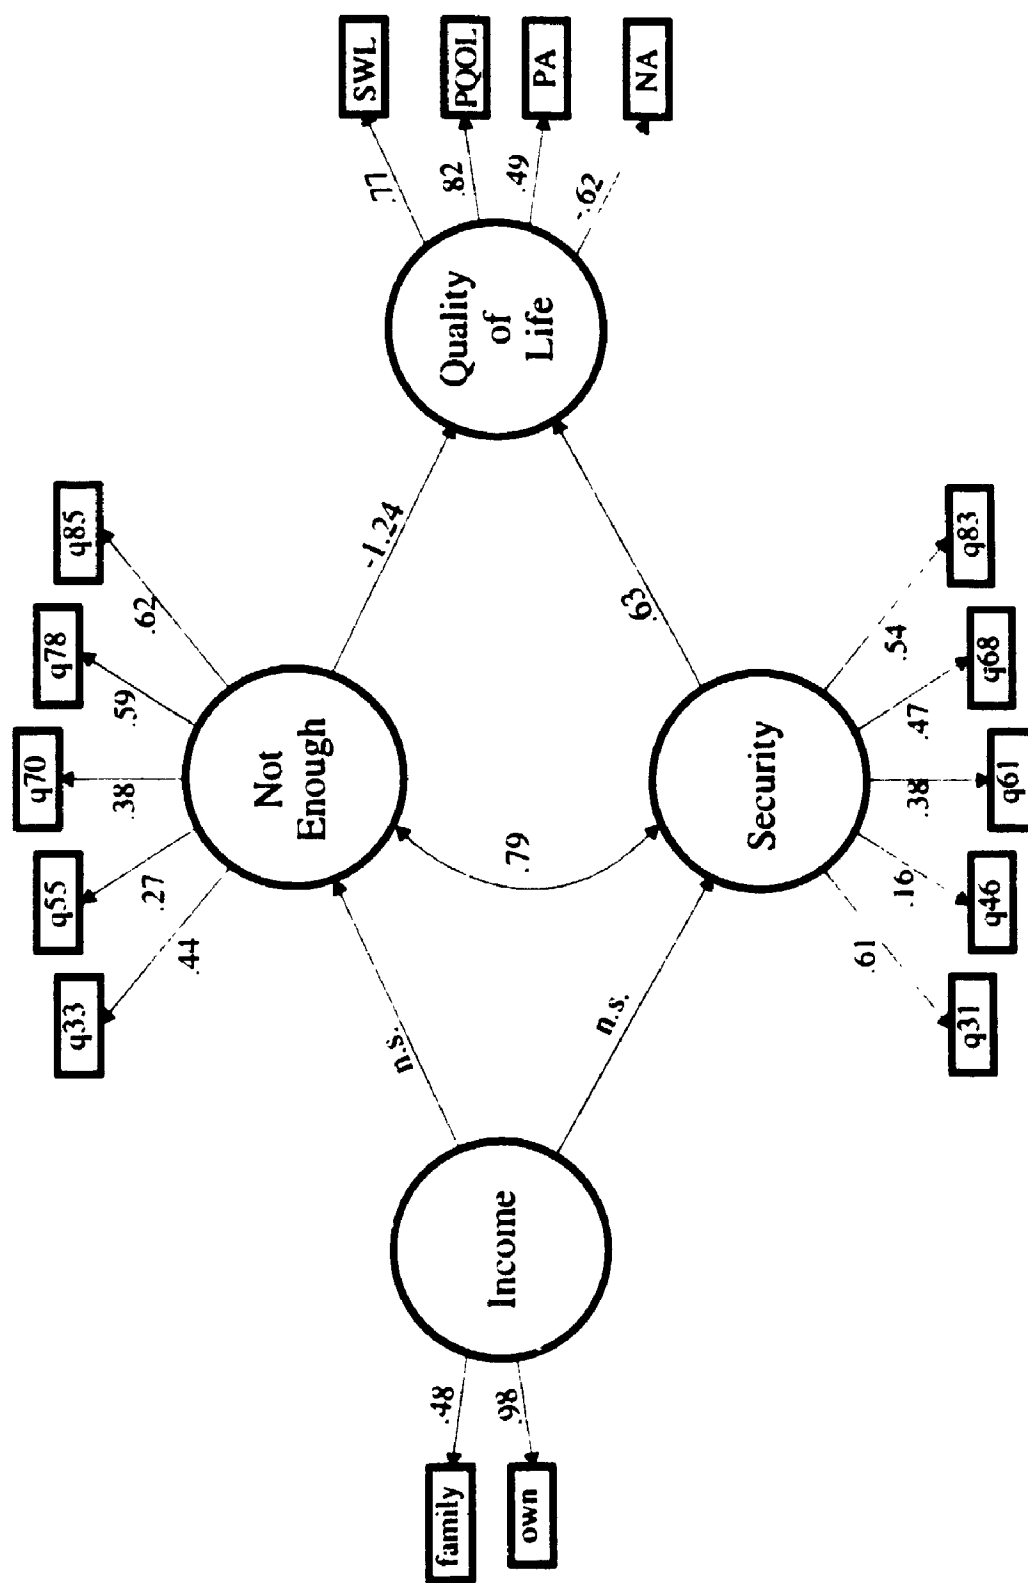 q33
q55
q70
q78
q85
.44
.27
.38
.59
.62
Not
Enough
n.s.
-1.24
SWL
PQOL
PA
NA
.77
.82
.49
-.62
Quality
of
Life
family
own
.48
.98
Income
.79
n.s.
.63
Security
.61
.16
.38
.47
.54
q31
q46
q61
q68
q83